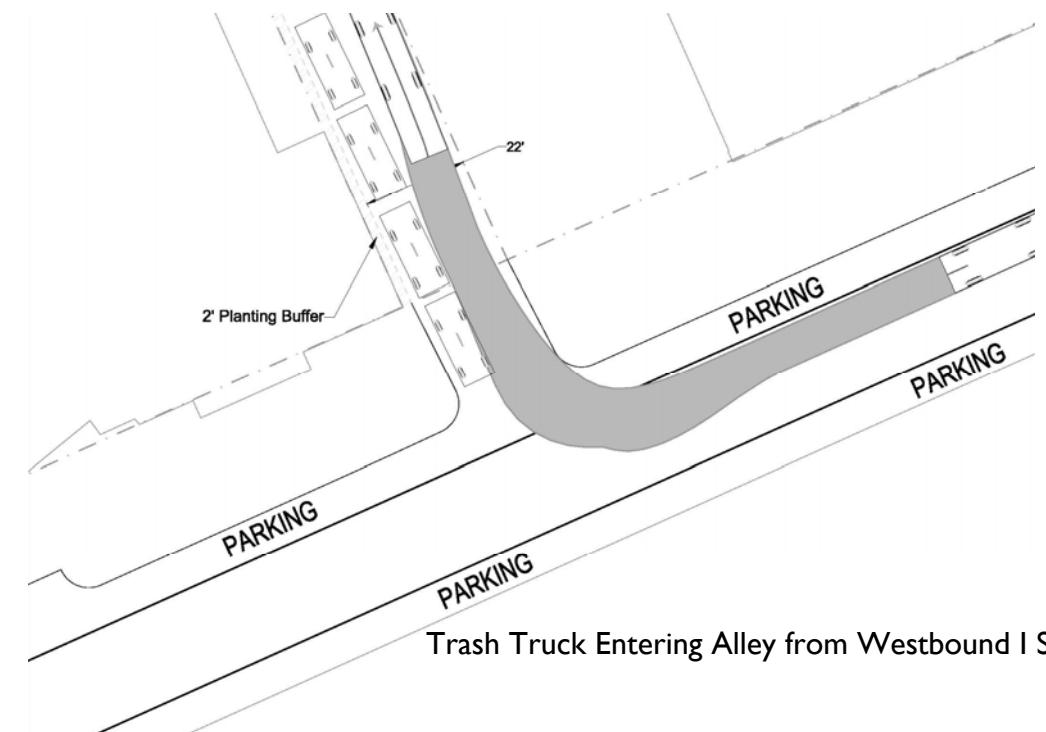 22'
2' Planting Buffer
PARKING
PARKING
PARKING
PARKING
Trash Truck Entering Alley from Westbound I S